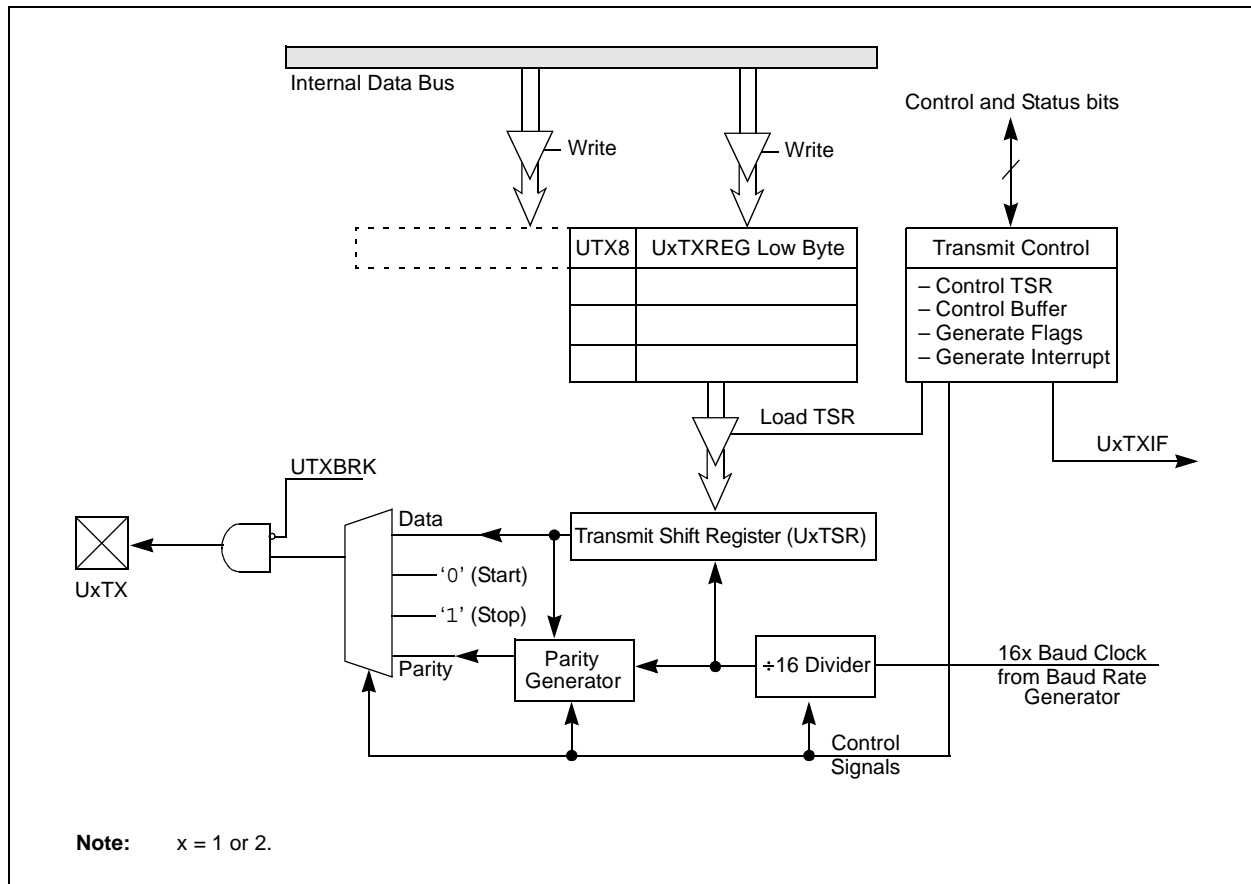 Internal Data Bus
Control and Status bits
Write
Write
UTX8
UxTXREG Low Byte
Transmit Control
– Control TSR
– Control Buffer
– Generate Flags
– Generate Interrupt
Load TSR
UxTXIF
UTXBRK
Data
Transmit Shift Register (UxTSR)
UxTX
‘0’ (Start)
‘1’ (Stop)
Parity
Parity
Generator
÷16 Divider
16x Baud Clock
from Baud Rate
Generator
Control
Signals
Note: x = 1 or 2.